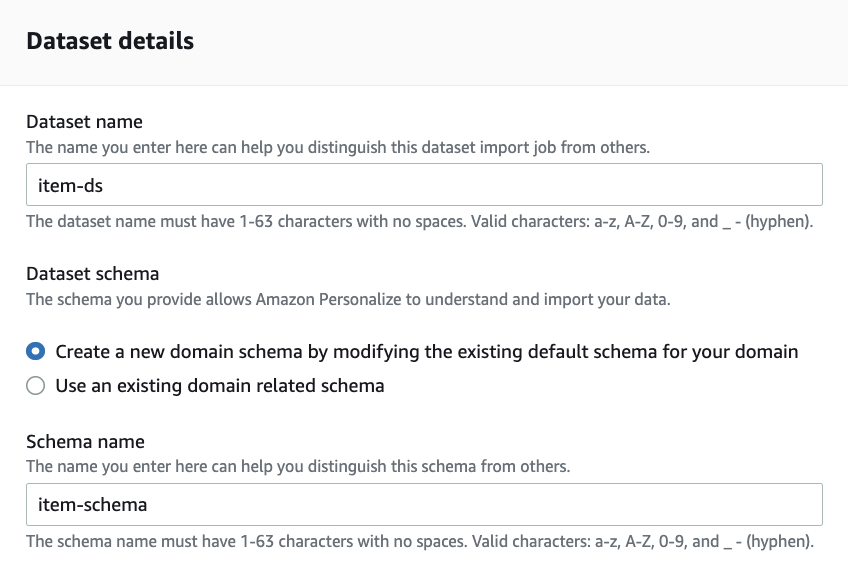 Dataset details
Dataset name
The name you enter here can help you distinguish this dataset import job from others.
item-ds
The dataset name must have 1-63 characters with no spaces. Valid characters: a-z, A-Z, 0-9, and _ - (hyphen).
Dataset schema
The schema you provide allows Amazon Personalize to understand and import your data.
Create a new domain schema by modifying the existing default schema for your domain
Use an existing domain related schema
Schema name
The name you enter here can help you distinguish this schema from others.
item-schema
The schema name must have 1-63 characters with no spaces. Valid characters: a-z, A-Z, 0-9, and _ - (hyphen).